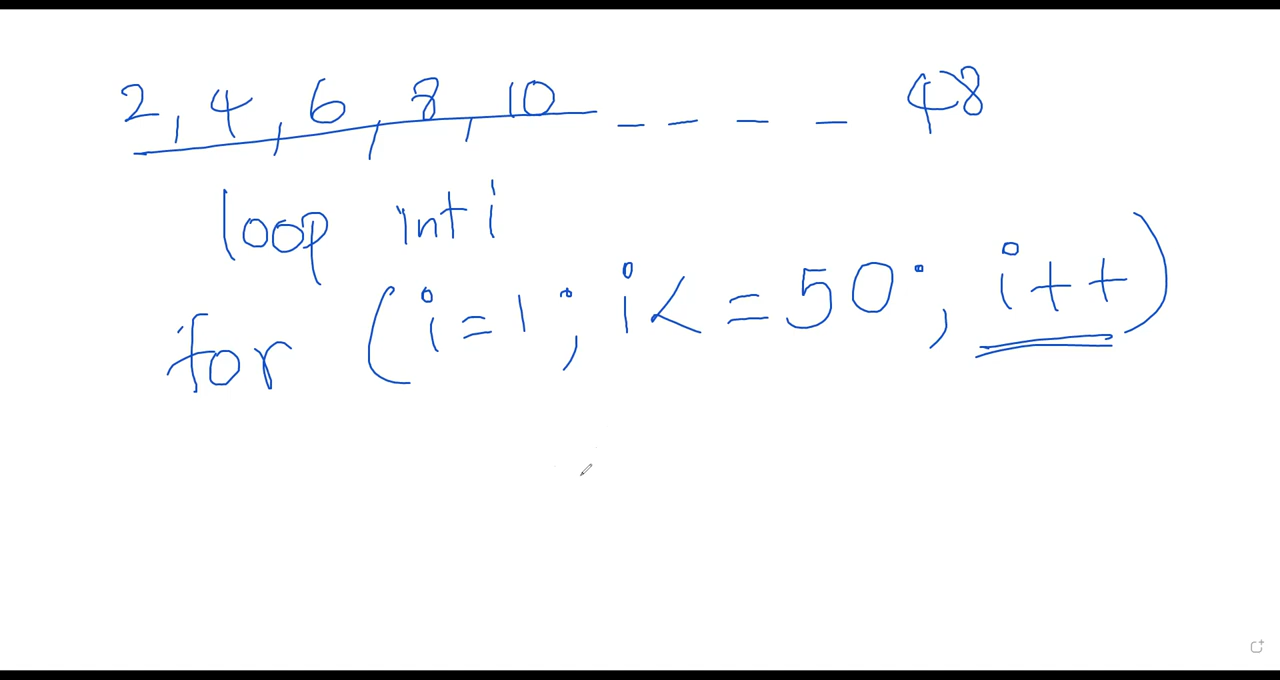 2, 4, 6, 8, 10 _ _ _ _ 48
loop int i
for (i=1; i<=50; i++)